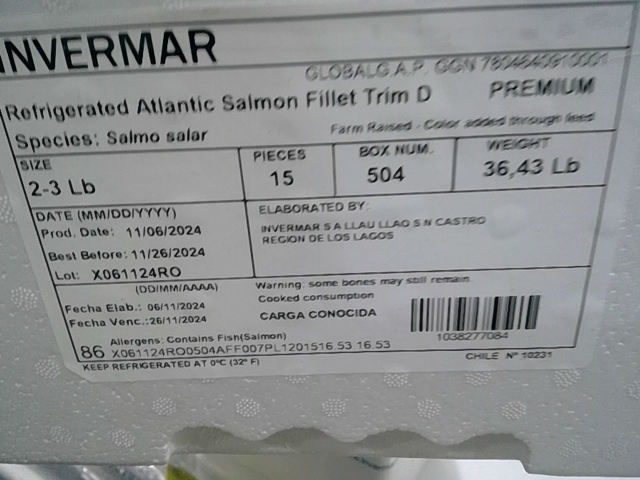 INVERMAR
GLOBALG.A.P. GGN
Refrigerated Atlantic Salmon Fillet Trim D PREMIUM
Species: Salmo salar Farm Raised - Color added through feed
SIZE PIECES BOX NUM. WEIGHT
2-3 Lb 15 504 36,43 Lb
DATE (MM/DD/YYYY) ELABORATED BY:
Prod. Date: 11/06/2024 INVERMAR S A LLAU LLAO S N CASTRO
Best Before: 11/26/2024 REGION DE LOS LAGOS
Lot: X061124RO
(DD/MM/AAAA) Warning: some bones may still remain
Fecha Elab.: 06/11/2024 Cooked consumption
Fecha Venc.:26/11/2024 CARGA CONOCIDA
1038277084
Allergens: Contains Fish(Salmon)
86 X061124RO0504AFF007PL1201516.53 16.53
KEEP REFRIGERATED AT 0ºC (32º F) CHILE Nº 10231